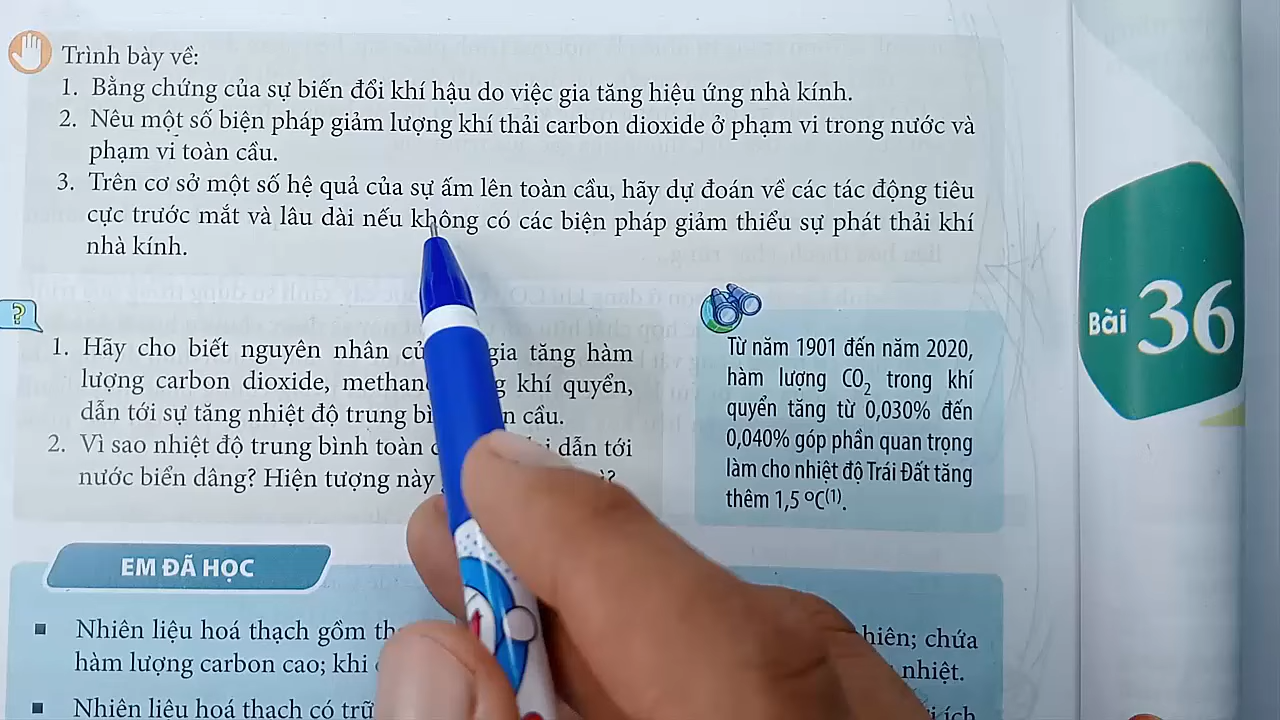 Trình bày về:
1. Bằng chứng của sự biến đổi khí hậu do việc gia tăng hiệu ứng nhà kính.
2. Nêu một số biện pháp giảm lượng khí thải carbon dioxide ở phạm vi trong nước và
phạm vi toàn cầu.
3. Trên cơ sở một số hệ quả của sự ấm lên toàn cầu, hãy dự đoán về các tác động tiêu
cực trước mắt và lâu dài nếu không có các biện pháp giảm thiểu sự phát thải khí
nhà kính.
?
1. Hãy cho biết nguyên nhân gia tăng hàm
lượng carbon dioxide, khí quyển,
dẫn tới sự tăng nhiệt độ trung cầu.
2. Vì sao nhiệt độ trung bình toàn dẫn tới
nước biển dâng? Hiện tượng này
Từ năm 1901 đến năm 2020,
hàm lượng CO₂ trong khí
quyển tăng từ 0,030% đến
0,040% góp phần quan trọng
làm cho nhiệt độ Trái Đất tăng
thêm 1,5 °C⁽¹⁾.
Bài 36
EM ĐÃ HỌC
■ Nhiên liệu hoá thạch gồm chứa
hàm lượng carbon cao; khi nhiệt.
■ Nhiên liệu hoá thạch có ích